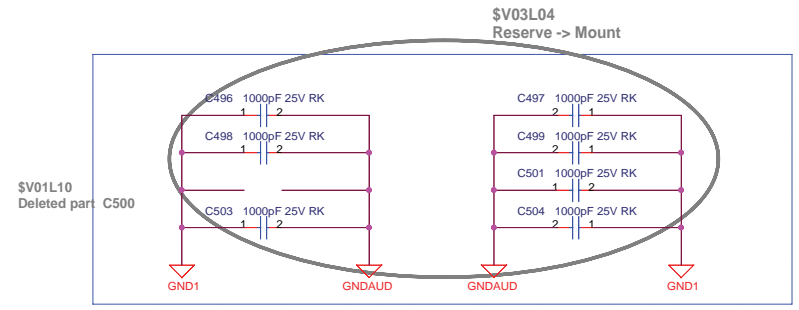 $V03L04
Reserve -> Mount
C496 1000pF 25V RK
1 2
C497 1000pF 25V RK
2 1
C498 1000pF 25V RK
1 2
C499 1000pF 25V RK
2 1
C501 1000pF 25V RK
1 2
$V01L10
Deleted part C500
C503 1000pF 25V RK
1 2
C504 1000pF 25V RK
2 1
GND1
GNDAUD
GNDAUD
GND1